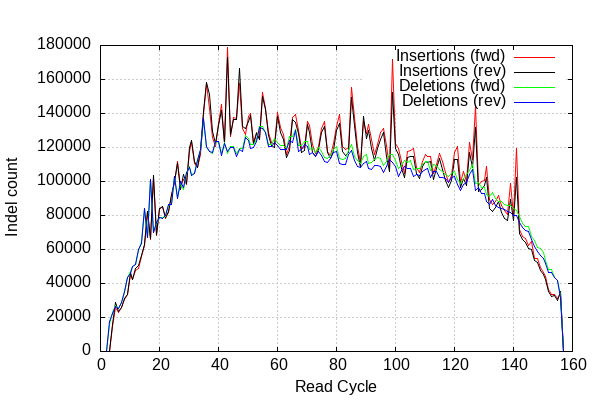 180000
160000
140000
120000
100000
80000
60000
40000
20000
0
Indel count
Insertions (fwd)
Insertions (rev)
Deletions (fwd)
Deletions (rev)
0 20 40 60 80 100 120 140 160
Read Cycle